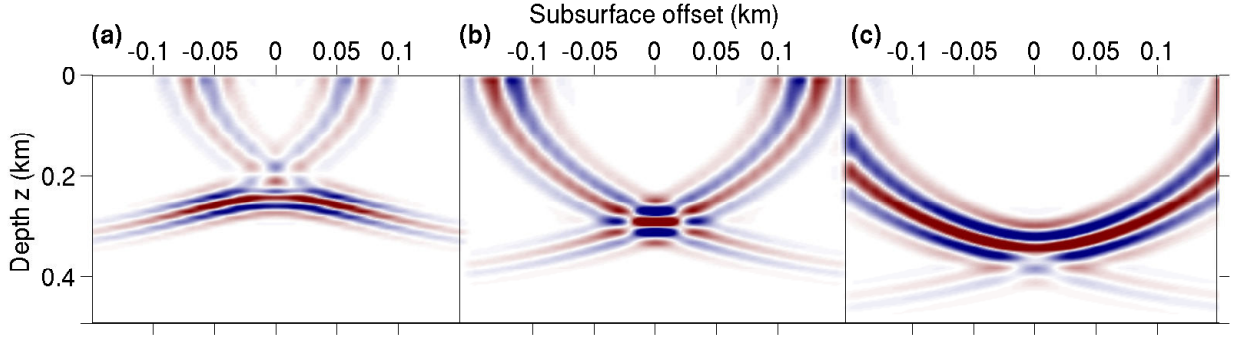 Subsurface offset (km)
(a) -0.1 -0.05 0 0.05 0.1 (b) -0.1 -0.05 0 0.05 0.1 (c) -0.1 -0.05 0 0.05 0.1
0
0.2
0.4
Depth z (km)